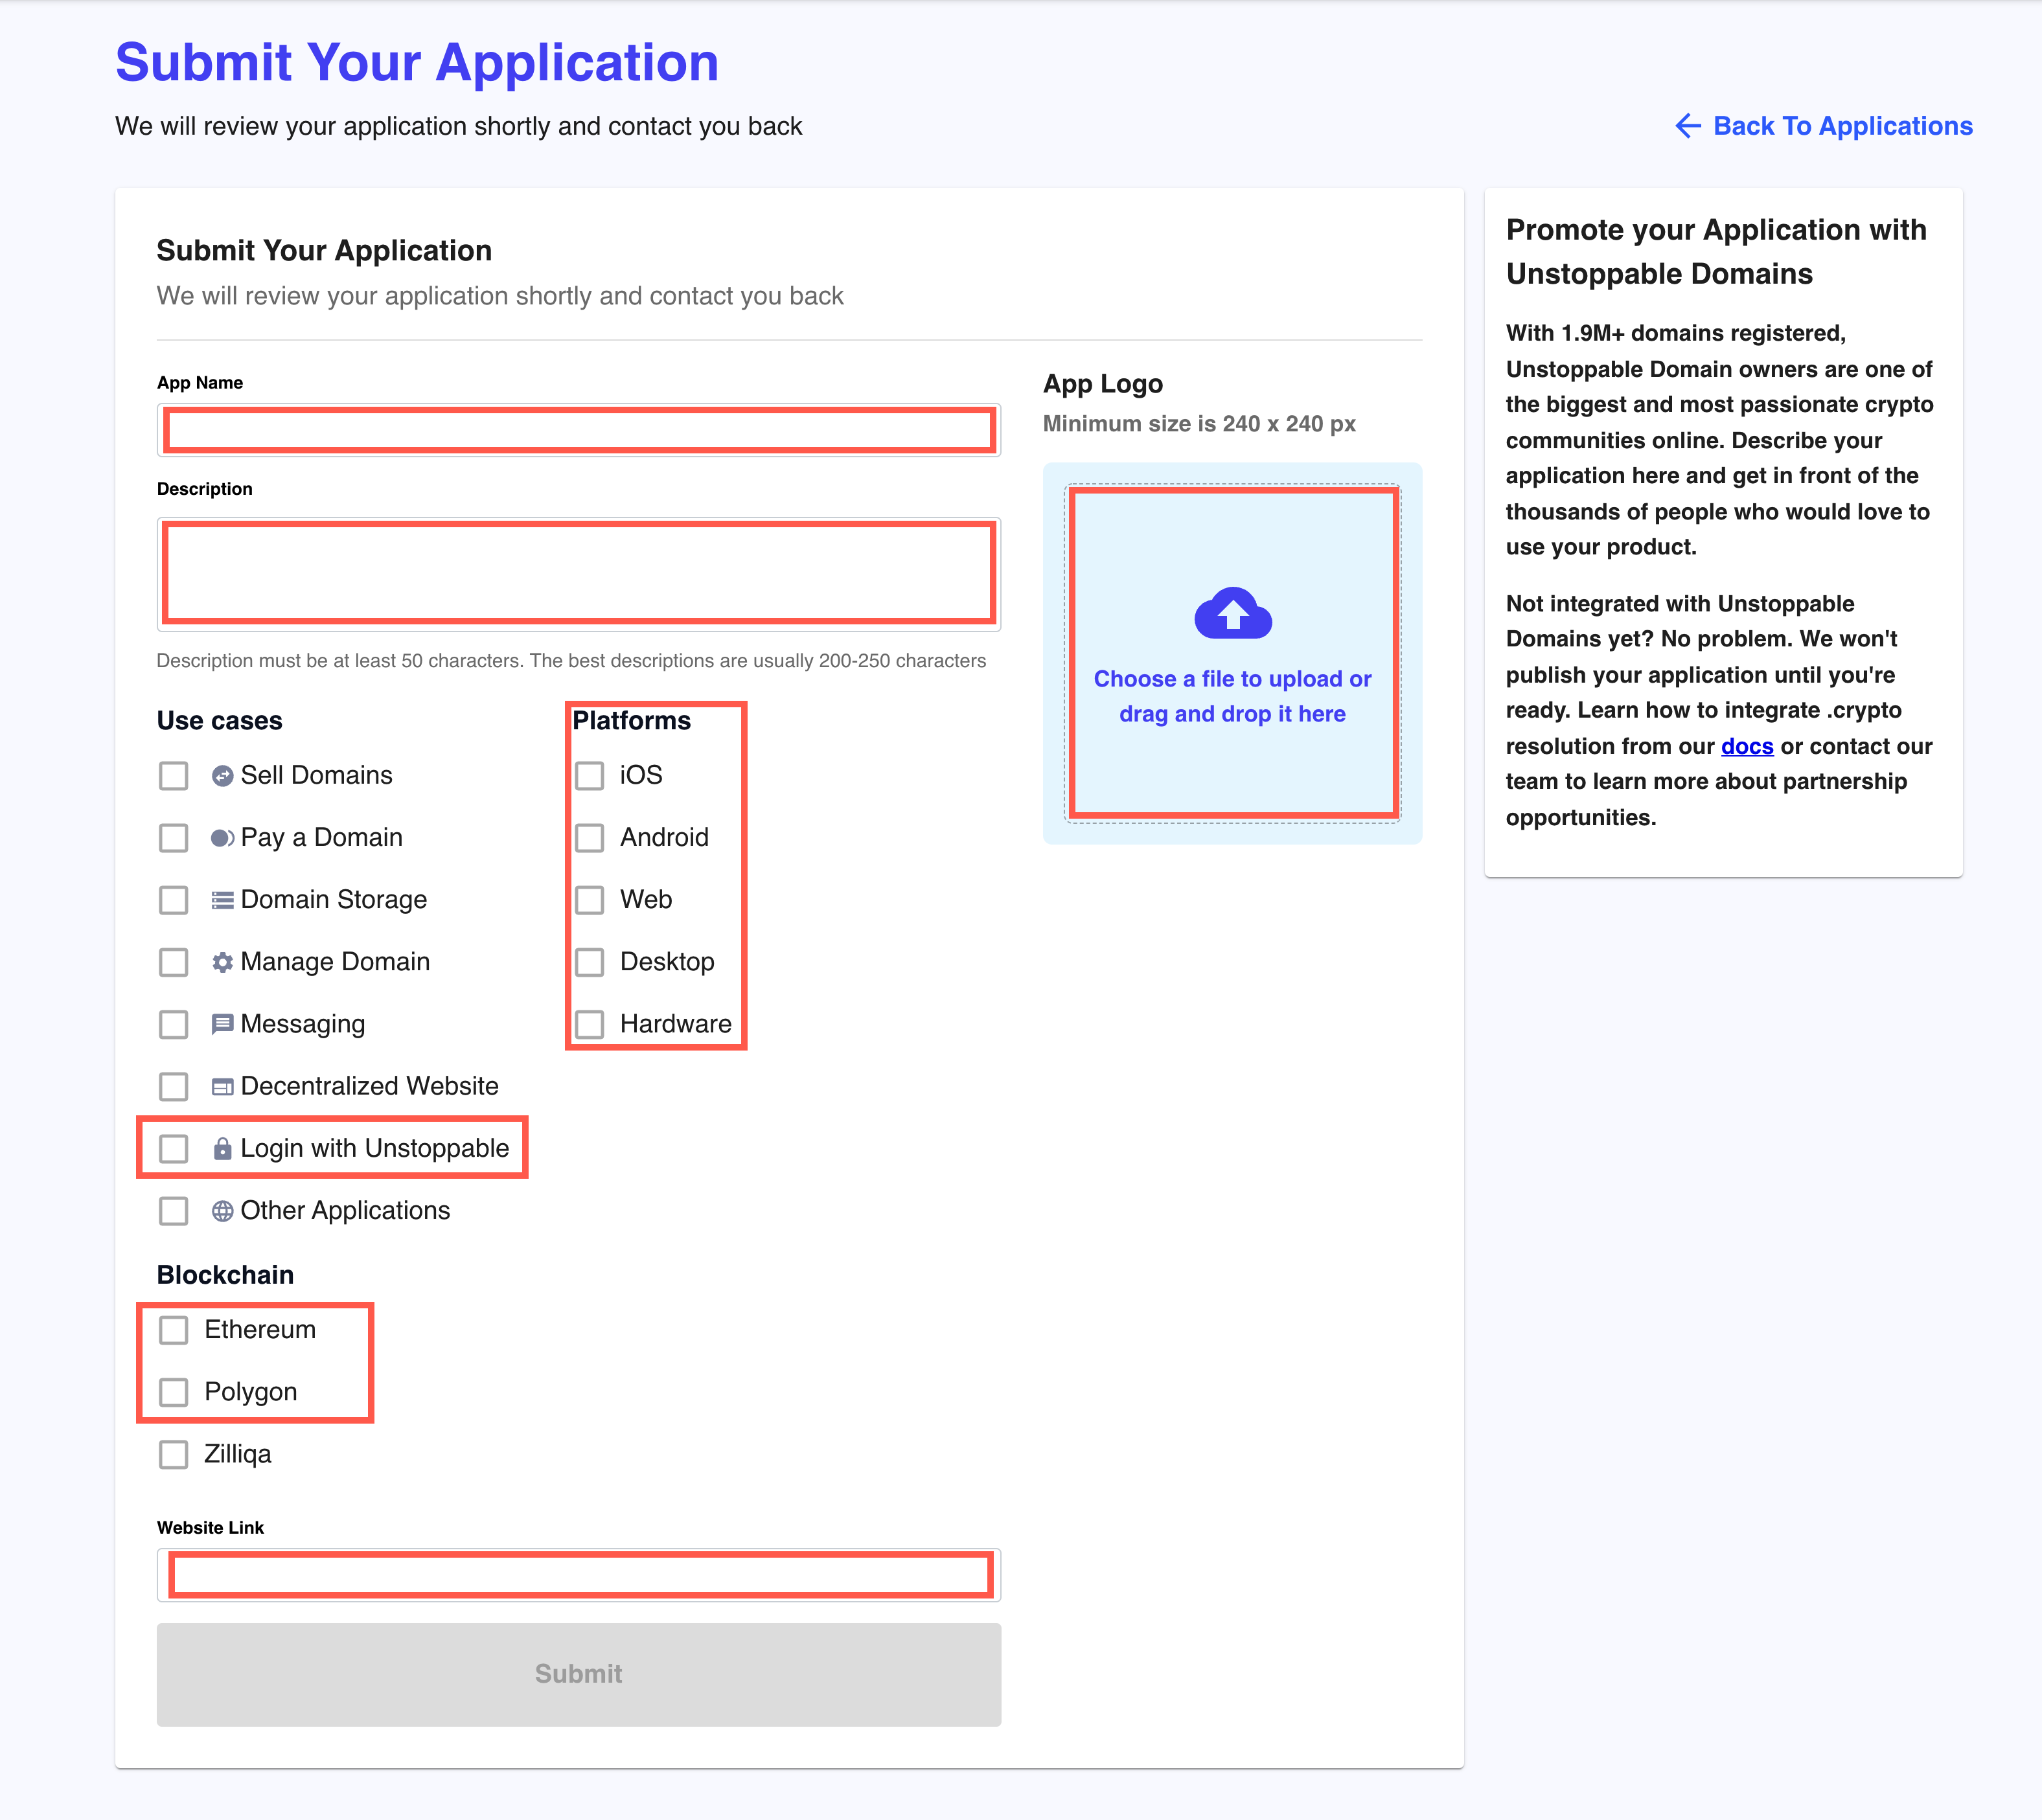 Submit Your Application
We will review your application shortly and contact you back
Back To Applications
Submit Your Application
We will review your application shortly and contact you back
App Name
Description
Description must be at least 50 characters. The best descriptions are usually 200-250 characters
Use cases
Sell Domains
Pay a Domain
Domain Storage
Manage Domain
Messaging
Decentralized Website
Login with Unstoppable
Other Applications
Platforms
iOS
Android
Web
Desktop
Hardware
Blockchain
Ethereum
Polygon
Zilliqa
Website Link
Submit
App Logo
Minimum size is 240 x 240 px
Choose a file to upload or
drag and drop it here
Promote your Application with
Unstoppable Domains
With 1.9M+ domains registered,
Unstoppable Domain owners are one of
the biggest and most passionate crypto
communities online. Describe your
application here and get in front of the
thousands of people who would love to
use your product.
Not integrated with Unstoppable
Domains yet? No problem. We won't
publish your application until you're
ready. Learn how to integrate .crypto
resolution from our docs or contact our
team to learn more about partnership
opportunities.